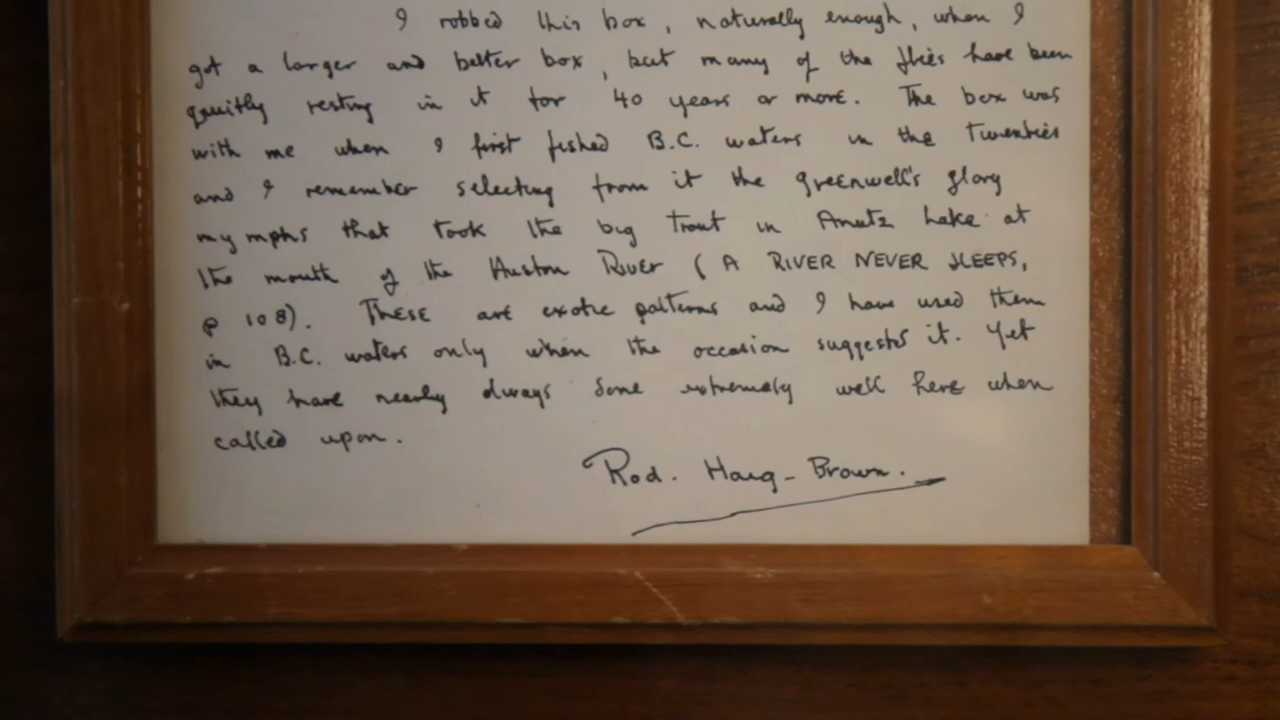 I robbed this box, naturally enough, when I
got a larger and better box, but many of the flies have been
quietly resting in it for 40 years or more. The box was
with me when I first fished B.C. waters in the Twenties
and I remember selecting from it the greenwell's glory
nymphs that took the big trout in Anutz Lake at
the mouth of the Huston River (A RIVER NEVER SLEEPS,
p 108). THESE are exotic patterns and I have used them
in B.C. waters only when the occasion suggests it. Yet
they have nearly always done extremely well here when
called upon.
Rod. Haig-Brown.